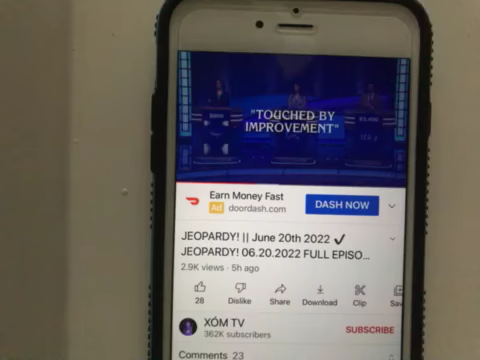 "TOUCHED BY
IMPROVEMENT"
Earn Money Fast
Ad doordash.com
DASH NOW
JEOPARDY! || June 20th 2022 ✔
JEOPARDY! 06.20.2022 FULL EPISO...
2.9K views · 5h ago
28
Dislike
Share
Download
Clip
Sav
XÓM TV
362K subscribers
SUBSCRIBE
Comments 23